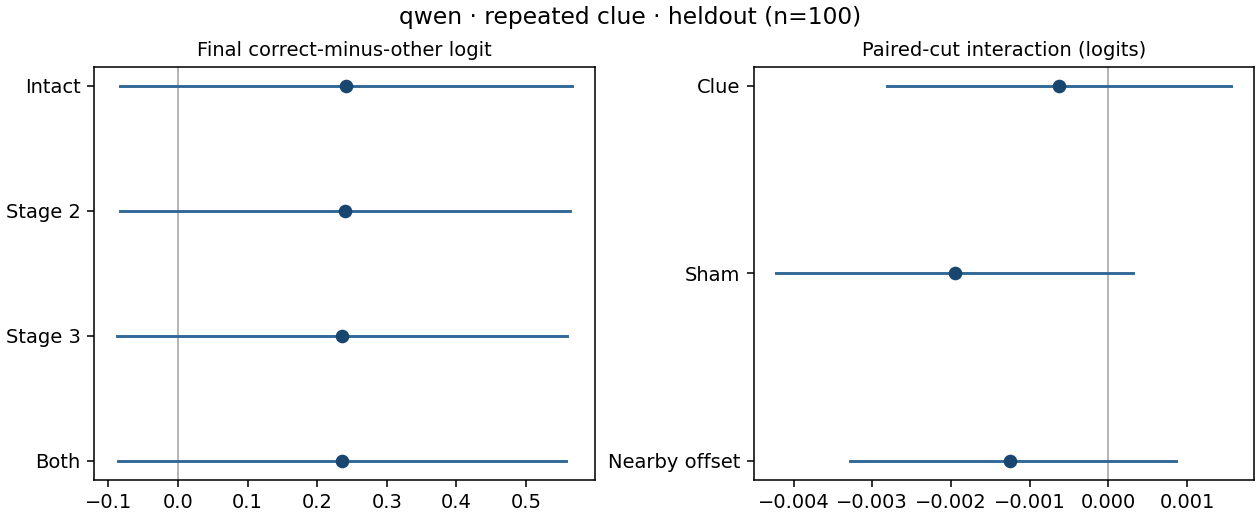 qwen · repeated clue · heldout (n=100)
Final correct-minus-other logit
Intact
Stage 2
Stage 3
Both
−0.1 0.0 0.1 0.2 0.3 0.4 0.5
Paired-cut interaction (logits)
Clue
Sham
Nearby offset
−0.004 −0.003 −0.002 −0.001 0.000 0.001